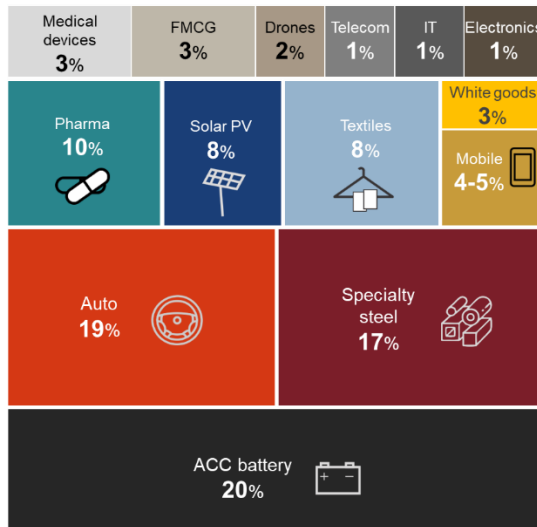 Medical
devices
3%
FMCG
3%
Drones
2%
Telecom
1%
IT
1%
Electronics
1%
Pharma
10%
Solar PV
8%
Textiles
8%
White goods
3%
Mobile
4-5%
Auto
19%
Specialty
steel
17%
ACC battery
20%